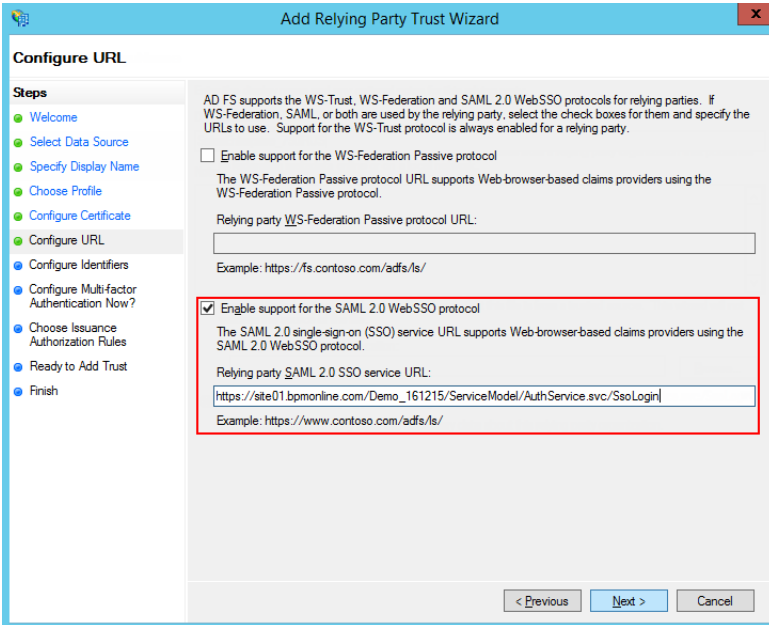 Add Relying Party Trust Wizard
x
Configure URL
Steps
Welcome
Select Data Source
Specify Display Name
Choose Profile
Configure Certificate
Configure URL
Configure Identifiers
Configure Multi-factor
Authentication Now?
Choose Issuance
Authorization Rules
Ready to Add Trust
Finish
AD FS supports the WS-Trust, WS-Federation and SAML 2.0 WebSSO protocols for relying parties. If
WS-Federation, SAML, or both are used by the relying party, select the check boxes for them and specify the
URLs to use. Support for the WS-Trust protocol is always enabled for a relying party.
Enable support for the WS-Federation Passive protocol
The WS-Federation Passive protocol URL supports Web-browser-based claims providers using the
WS-Federation Passive protocol.
Relying party WS-Federation Passive protocol URL:
Example: https://fs.contoso.com/adfs/ls/
Enable support for the SAML 2.0 WebSSO protocol
The SAML 2.0 single-sign-on (SSO) service URL supports Web-browser-based claims providers using the
SAML 2.0 WebSSO protocol.
Relying party SAML 2.0 SSO service URL:
https://site01.bpmonline.com/Demo_161215/ServiceModel/AuthService.svc/SsoLogin
Example: https://www.contoso.com/adfs/ls/
< Previous
Next >
Cancel